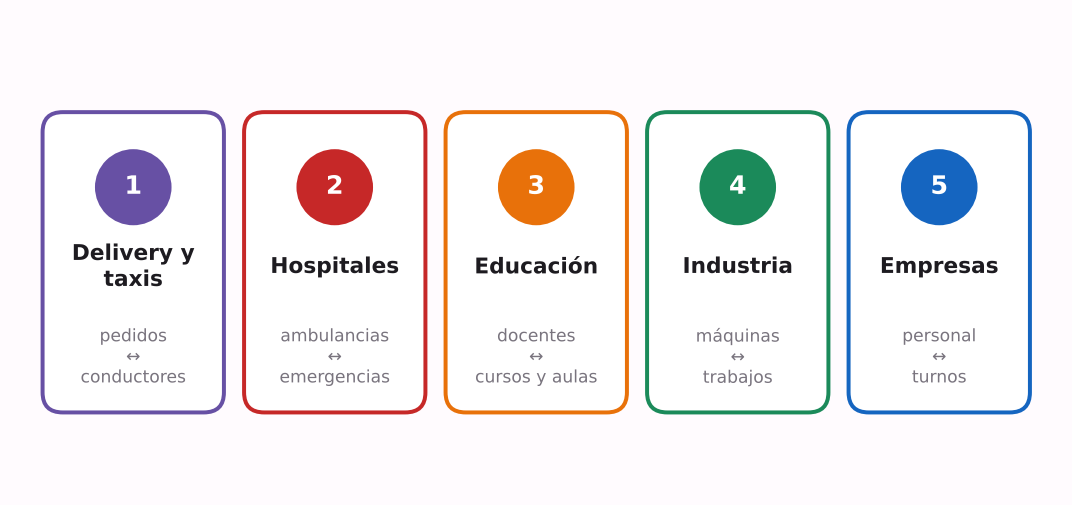 1
Delivery y
taxis
pedidos
↔
conductores
2
Hospitales
ambulancias
↔
emergencias
3
Educación
docentes
↔
cursos y aulas
4
Industria
máquinas
↔
trabajos
5
Empresas
personal
↔
turnos